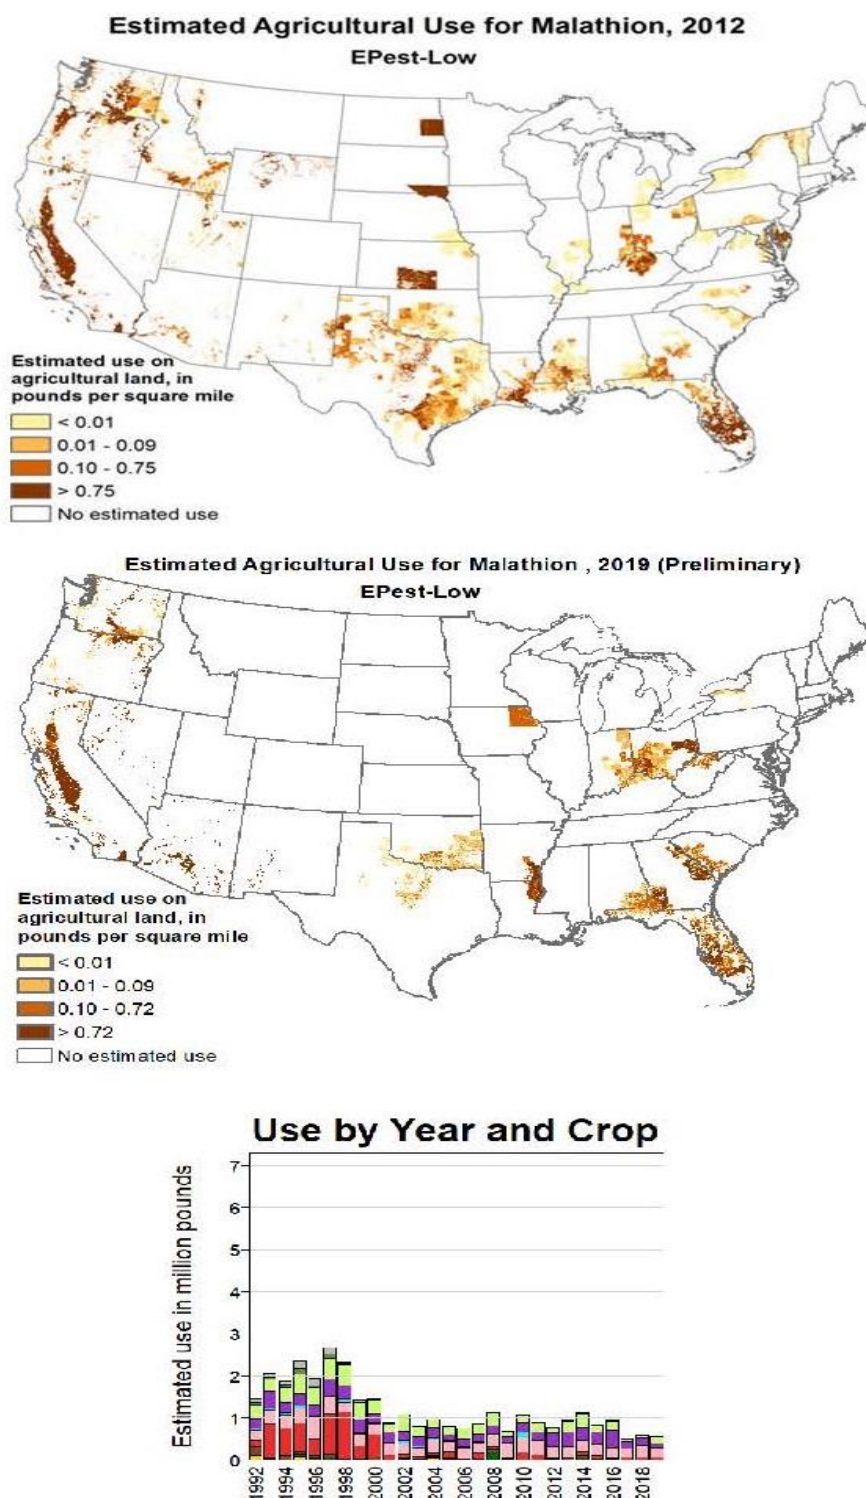 Estimated Agricultural Use for Malathion, 2012
EPest-Low
Estimated use on
agricultural land, in
pounds per square mile
< 0.01
0.01 - 0.09
0.10 - 0.75
> 0.75
No estimated use
Estimated Agricultural Use for Malathion , 2019 (Preliminary)
EPest-Low
Estimated use on
agricultural land, in
pounds per square mile
< 0.01
0.01 - 0.09
0.10 - 0.72
> 0.72
No estimated use
Use by Year and Crop
Estimated use in million pounds
7
6
5
4
3
2
1
0
1992
1994
1996
1998
2000
2002
2004
2006
2008
2010
2012
2014
2016
2018